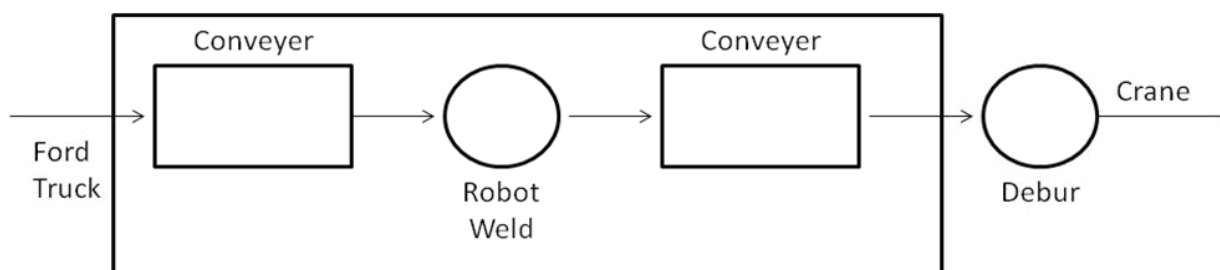 Conveyer
Conveyer
Ford
Truck
Robot
Weld
Debur
Crane